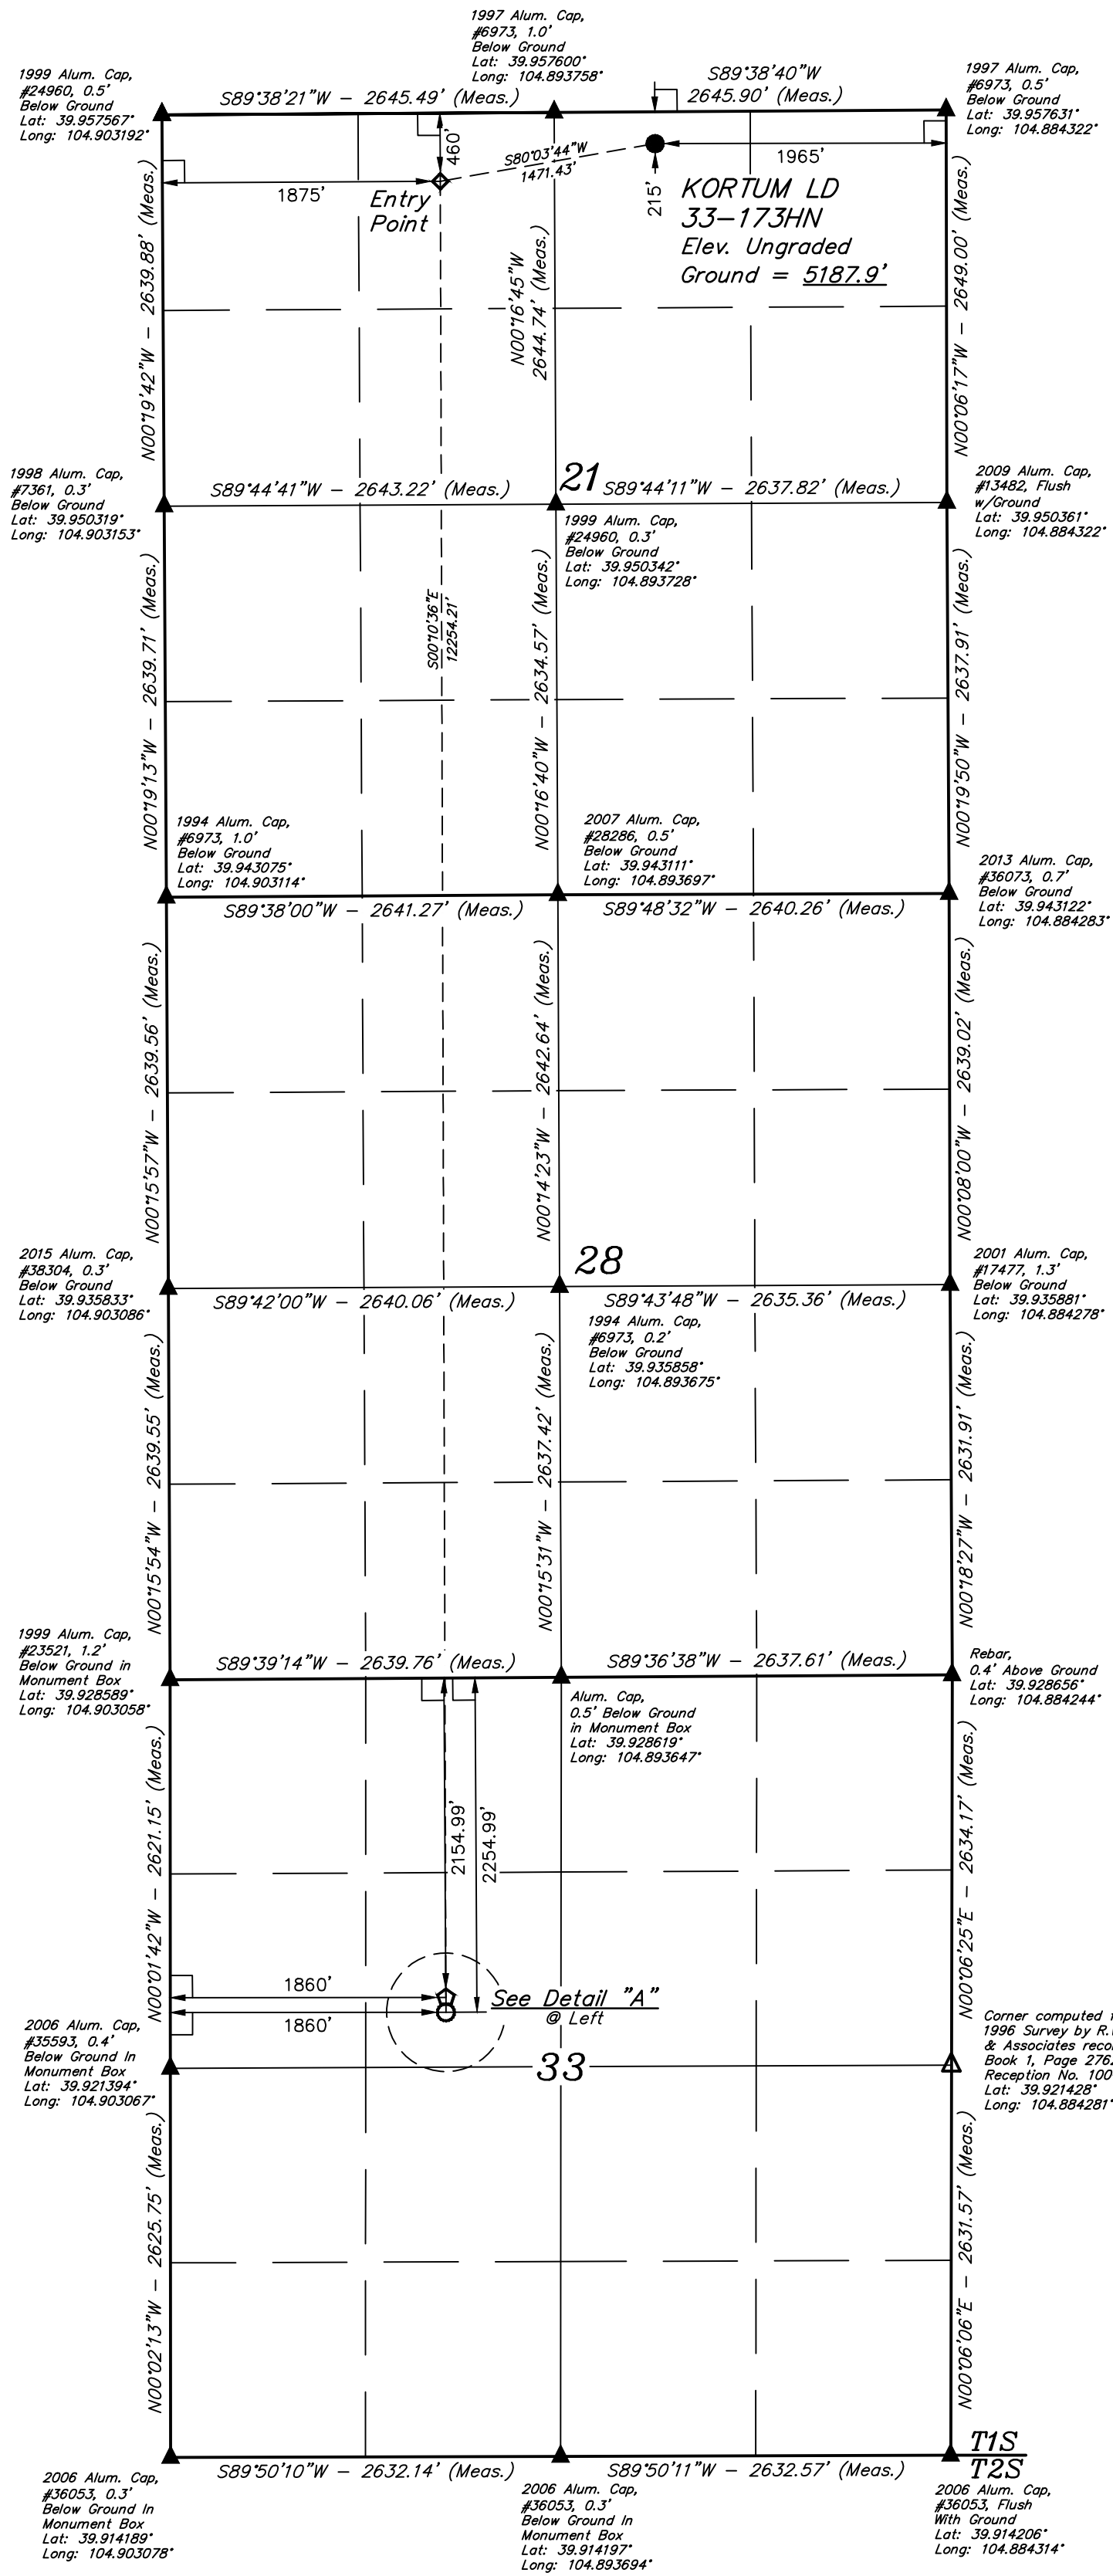 1997 Alum. Cap,
#6973, 1.0'
Below Ground
Lat: 39.957600°
Long: 104.893758°
1999 Alum. Cap,
#24960, 0.5'
Below Ground
Lat: 39.957567°
Long: 104.903192°
S89°38'21"W - 2645.49' (Meas.)
S89°38'40"W
2645.90' (Meas.)
1997 Alum. Cap,
#6973, 0.5'
Below Ground
Lat: 39.957631°
Long: 104.884322°
460'
S80°03'44"W
1471.43'
1965'
1875'
Entry
Point
215'
KORTUM LD
33-173HN
Elev. Ungraded
Ground = 5187.9'
N00°19'42"W - 2639.88' (Meas.)
N00°16'45"W
2644.74' (Meas.)
N00°06'17"W - 2649.00' (Meas.)
1998 Alum. Cap,
#7361, 0.3'
Below Ground
Lat: 39.950319°
Long: 104.903153°
S89°44'41"W - 2643.22' (Meas.)
21
S89°44'11"W - 2637.82' (Meas.)
2009 Alum. Cap,
#13482, Flush
w/Ground
Lat: 39.950361°
Long: 104.884322°
1999 Alum. Cap,
#24960, 0.3'
Below Ground
Lat: 39.950342°
Long: 104.893728°
S00°10'36"E
12254.21'
N00°19'13"W - 2639.71' (Meas.)
N00°16'40"W - 2634.57' (Meas.)
N00°19'50"W - 2637.91' (Meas.)
1994 Alum. Cap,
#6973, 1.0'
Below Ground
Lat: 39.943075°
Long: 104.903114°
2007 Alum. Cap,
#28286, 0.5'
Below Ground
Lat: 39.943111°
Long: 104.893697°
2013 Alum. Cap,
#36073, 0.7'
Below Ground
Lat: 39.943122°
Long: 104.884283°
S89°38'00"W - 2641.27' (Meas.)
S89°48'32"W - 2640.26' (Meas.)
N00°15'57"W - 2639.56' (Meas.)
N00°14'23"W - 2642.64' (Meas.)
N00°08'00"W - 2639.02' (Meas.)
2015 Alum. Cap,
#38304, 0.3'
Below Ground
Lat: 39.935833°
Long: 104.903086°
28
S89°42'00"W - 2640.06' (Meas.)
S89°43'48"W - 2635.36' (Meas.)
2001 Alum. Cap,
#17477, 1.3'
Below Ground
Lat: 39.935881°
Long: 104.884278°
1994 Alum. Cap,
#6973, 0.2'
Below Ground
Lat: 39.935858°
Long: 104.893675°
N00°15'54"W - 2639.55' (Meas.)
N00°15'31"W - 2637.42' (Meas.)
N00°18'27"W - 2631.91' (Meas.)
1999 Alum. Cap,
#23521, 1.2'
Below Ground in
Monument Box
Lat: 39.928589°
Long: 104.903058°
S89°39'14"W - 2639.76' (Meas.)
S89°36'38"W - 2637.61' (Meas.)
Rebar,
0.4' Above Ground
Lat: 39.928656°
Long: 104.884244°
Alum. Cap,
0.5' Below Ground
in Monument Box
Lat: 39.928619°
Long: 104.893647°
N00°01'42"W - 2621.15' (Meas.)
2154.99'
2254.99'
N00°06'25"E - 2634.17' (Meas.)
1860'
1860'
See Detail "A"
@ Left
33
2006 Alum. Cap,
#35593, 0.4'
Below Ground In
Monument Box
Lat: 39.921394°
Long: 104.903067°
Corner computed
1996 Survey by
& Associates
Book 1, Page
Reception No.
Lat: 39.921428°
Long: 104.884281°
N00°02'13"W - 2625.75' (Meas.)
N00°06'06"E - 2631.57' (Meas.)
S89°50'10"W - 2632.14' (Meas.)
S89°50'11"W - 2632.57' (Meas.)
T1S
T2S
2006 Alum. Cap,
#36053, 0.3'
Below Ground In
Monument Box
Lat: 39.914189°
Long: 104.903078°
2006 Alum. Cap,
#36053, 0.3'
Below Ground In
Monument Box
Lat: 39.914197°
Long: 104.893694°
2006 Alum. Cap,
#36053, Flush
With Ground
Lat: 39.914206°
Long: 104.884314°